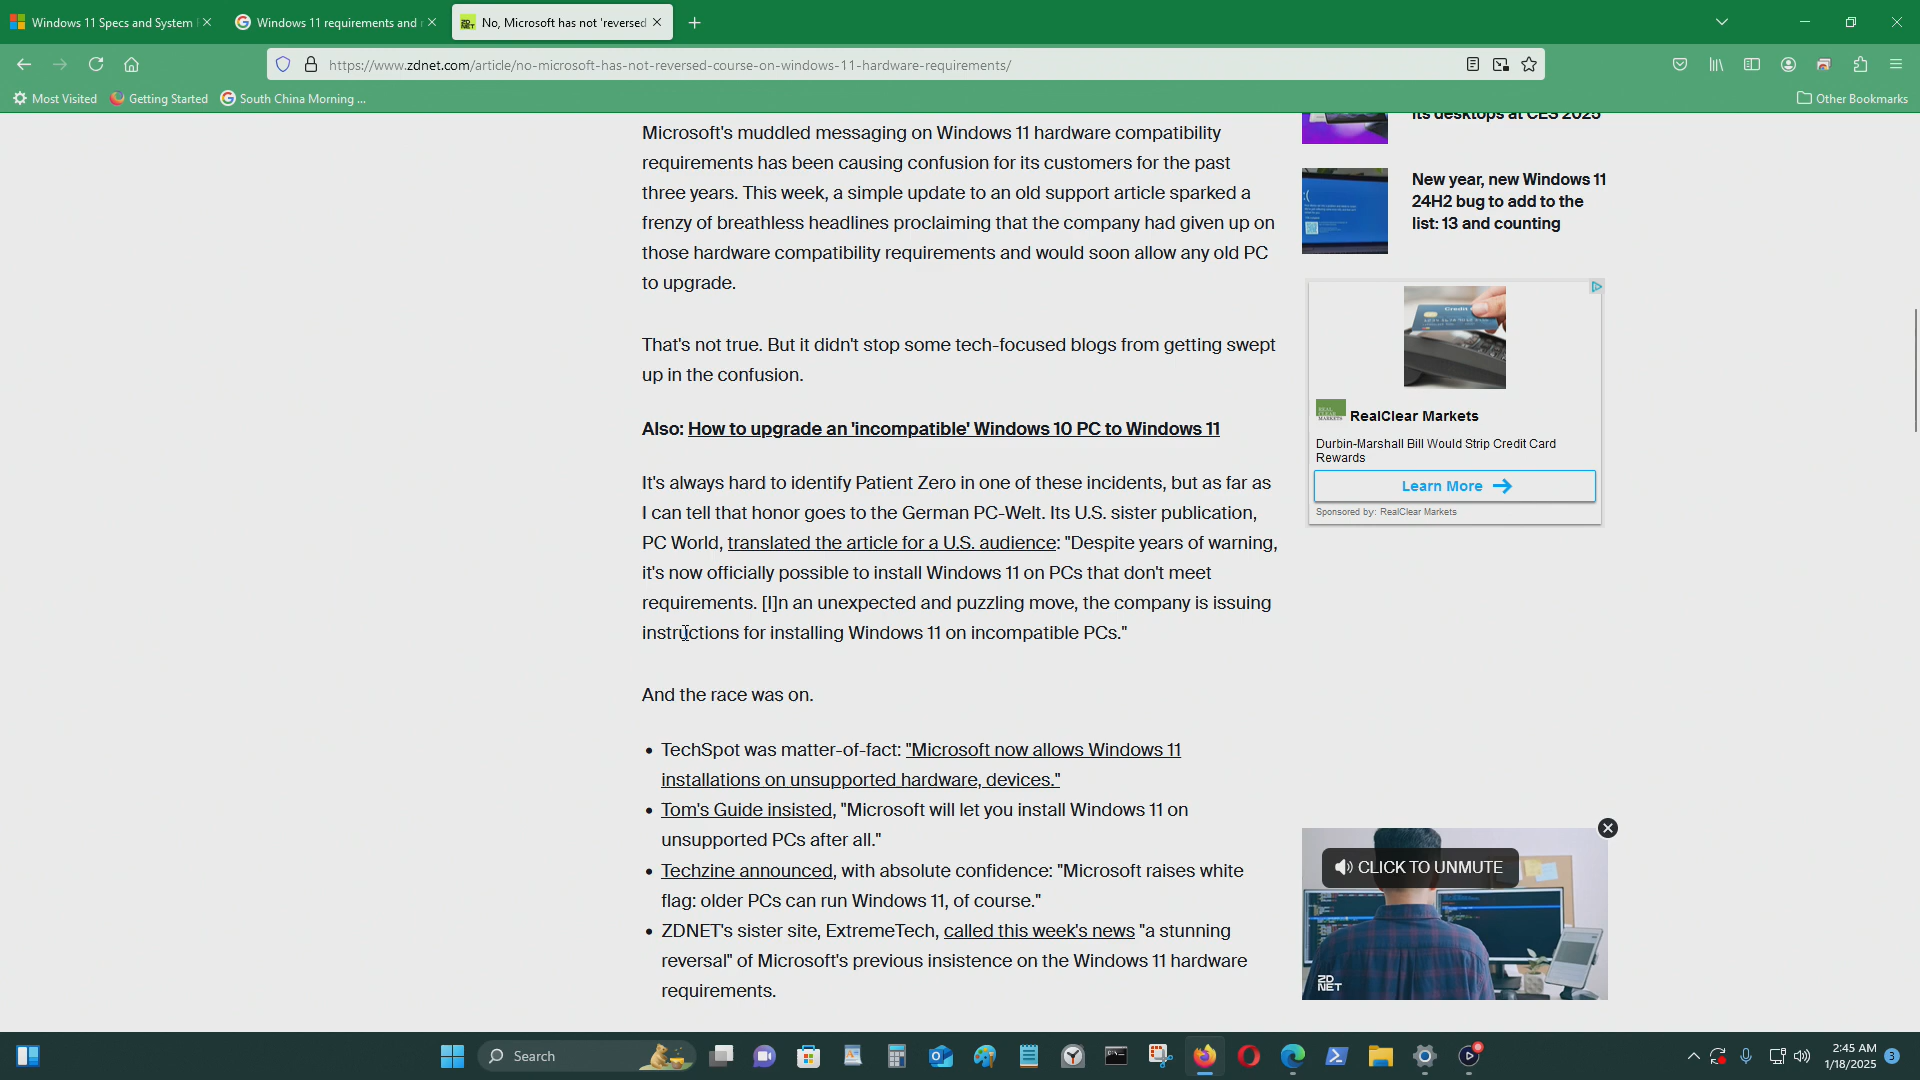 Windows 11 Specs and System
Windows 11 requirements and
No, Microsoft has not 'reversed
https://www.zdnet.com/article/no-microsoft-has-not-reversed-course-on-windows-11-hardware-requirements/
Most Visited
Getting Started
South China Morning ...
Other Bookmarks
Microsoft's muddled messaging on Windows 11 hardware compatibility
requirements has been causing confusion for its customers for the past
three years. This week, a simple update to an old support article sparked a
frenzy of breathless headlines proclaiming that the company had given up on
those hardware compatibility requirements and would soon allow any old PC
to upgrade.
That's not true. But it didn't stop some tech-focused blogs from getting swept
up in the confusion.
Also: How to upgrade an 'incompatible' Windows 10 PC to Windows 11
It's always hard to identify Patient Zero in one of these incidents, but as far as
I can tell that honor goes to the German PC-Welt. Its U.S. sister publication,
PC World, translated the article for a U.S. audience: "Despite years of warning,
it's now officially possible to install Windows 11 on PCs that don't meet
requirements. [I]n an unexpected and puzzling move, the company is issuing
instructions for installing Windows 11 on incompatible PCs."
And the race was on.
• TechSpot was matter-of-fact: "Microsoft now allows Windows 11
installations on unsupported hardware, devices."
• Tom's Guide insisted, "Microsoft will let you install Windows 11 on
unsupported PCs after all."
• Techzine announced, with absolute confidence: "Microsoft raises white
flag: older PCs can run Windows 11, of course."
• ZDNET's sister site, ExtremeTech, called this week's news "a stunning
reversal" of Microsoft's previous insistence on the Windows 11 hardware
requirements.
its desktops at CES 2025
New year, new Windows 11
24H2 bug to add to the
list: 13 and counting
Credit
REAL
CLEAR
MARKETS
RealClear Markets
Durbin-Marshall Bill Would Strip Credit Card
Rewards
Learn More
Sponsored by: RealClear Markets
CLICK TO UNMUTE
ZD
NET
Search
2:45 AM
1/18/2025
3